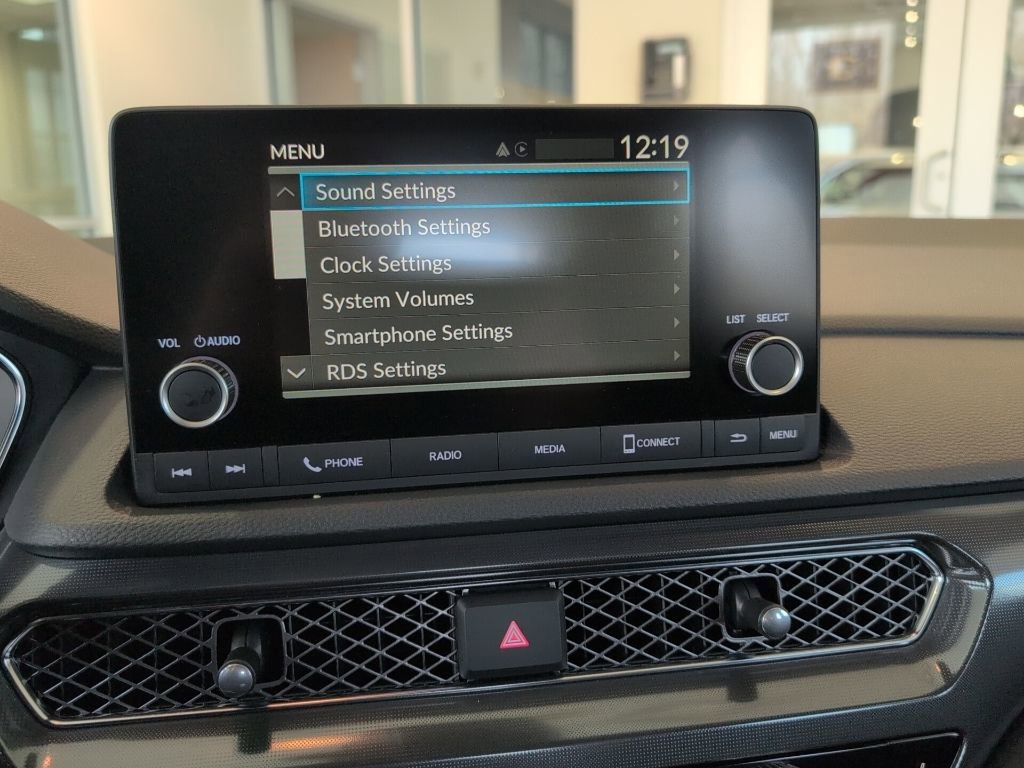 MENU 12:19
Sound Settings
Bluetooth Settings
Clock Settings
System Volumes
Smartphone Settings
RDS Settings
VOL AUDIO
LIST SELECT
PHONE RADIO MEDIA CONNECT MENU